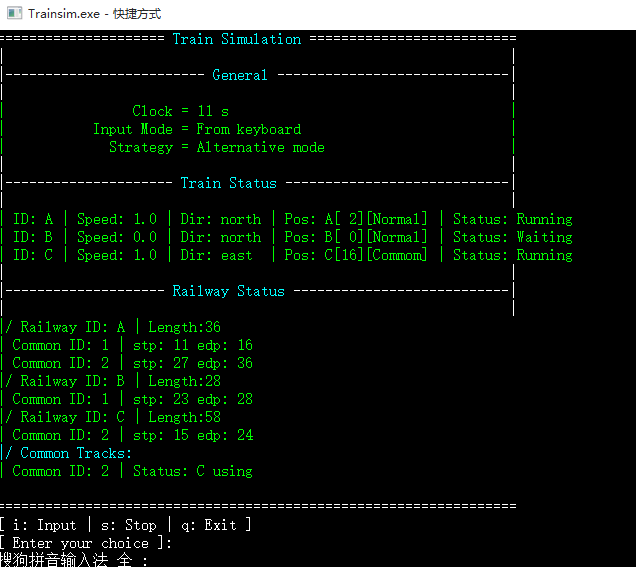 Trainsim.exe - 快捷方式
===================== Train Simulation ==========================
|------------------------- General -----------------------------|
Clock = 11 s
Input Mode = From keyboard
Strategy = Alternative mode
|-------------------- Train Status ----------------------------|
| ID: A | Speed: 1.0 | Dir: north | Pos: A[ 2][Normal] | Status: Running
| ID: B | Speed: 0.0 | Dir: north | Pos: B[ 0][Normal] | Status: Waiting
| ID: C | Speed: 1.0 | Dir: east | Pos: C[16][Commom] | Status: Running
|-------------------- Railway Status ---------------------------|
|/ Railway ID: A | Length:36
| Common ID: 1 | stp: 11 edp: 16
| Common ID: 2 | stp: 27 edp: 36
|/ Railway ID: B | Length:28
| Common ID: 1 | stp: 23 edp: 28
|/ Railway ID: C | Length:58
| Common ID: 2 | stp: 15 edp: 24
|/ Common Tracks:
| Common ID: 2 | Status: C using
=================================================================
[ i: Input | s: Stop | q: Exit ]
[ Enter your choice ]:
搜狗拼音输入法 全 :